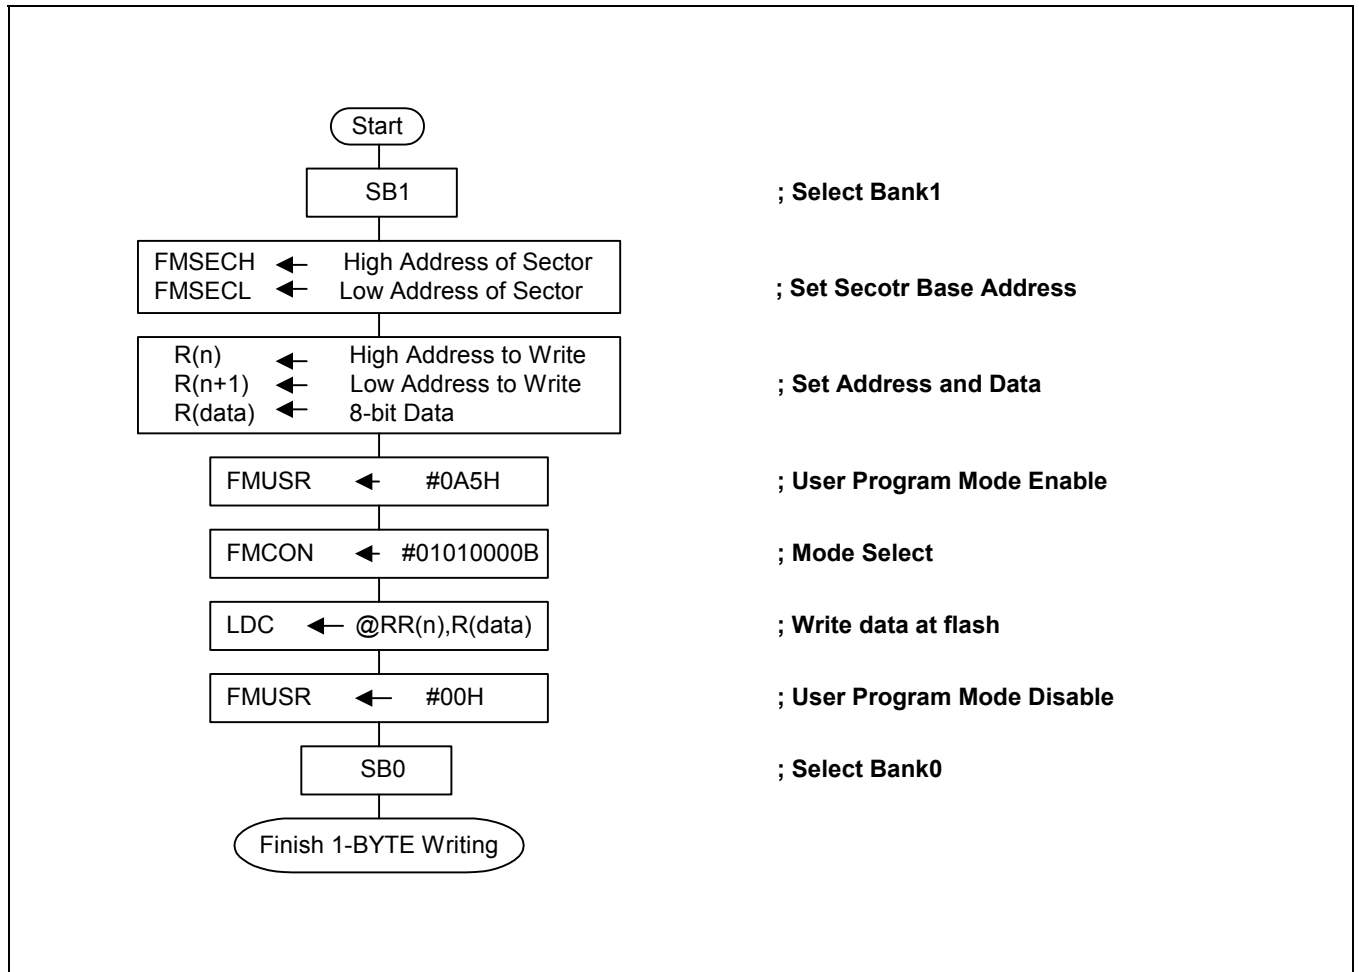 Start
SB1 ; Select Bank1
FMSECH ← High Address of Sector
FMSECL ← Low Address of Sector
; Set Secotr Base Address
R(n) ← High Address to Write
R(n+1) ← Low Address to Write
R(data) ← 8-bit Data
; Set Address and Data
FMUSR ← #0A5H ; User Program Mode Enable
FMCON ← #01010000B ; Mode Select
LDC ← @RR(n),R(data) ; Write data at flash
FMUSR ← #00H ; User Program Mode Disable
SB0 ; Select Bank0
Finish 1-BYTE Writing